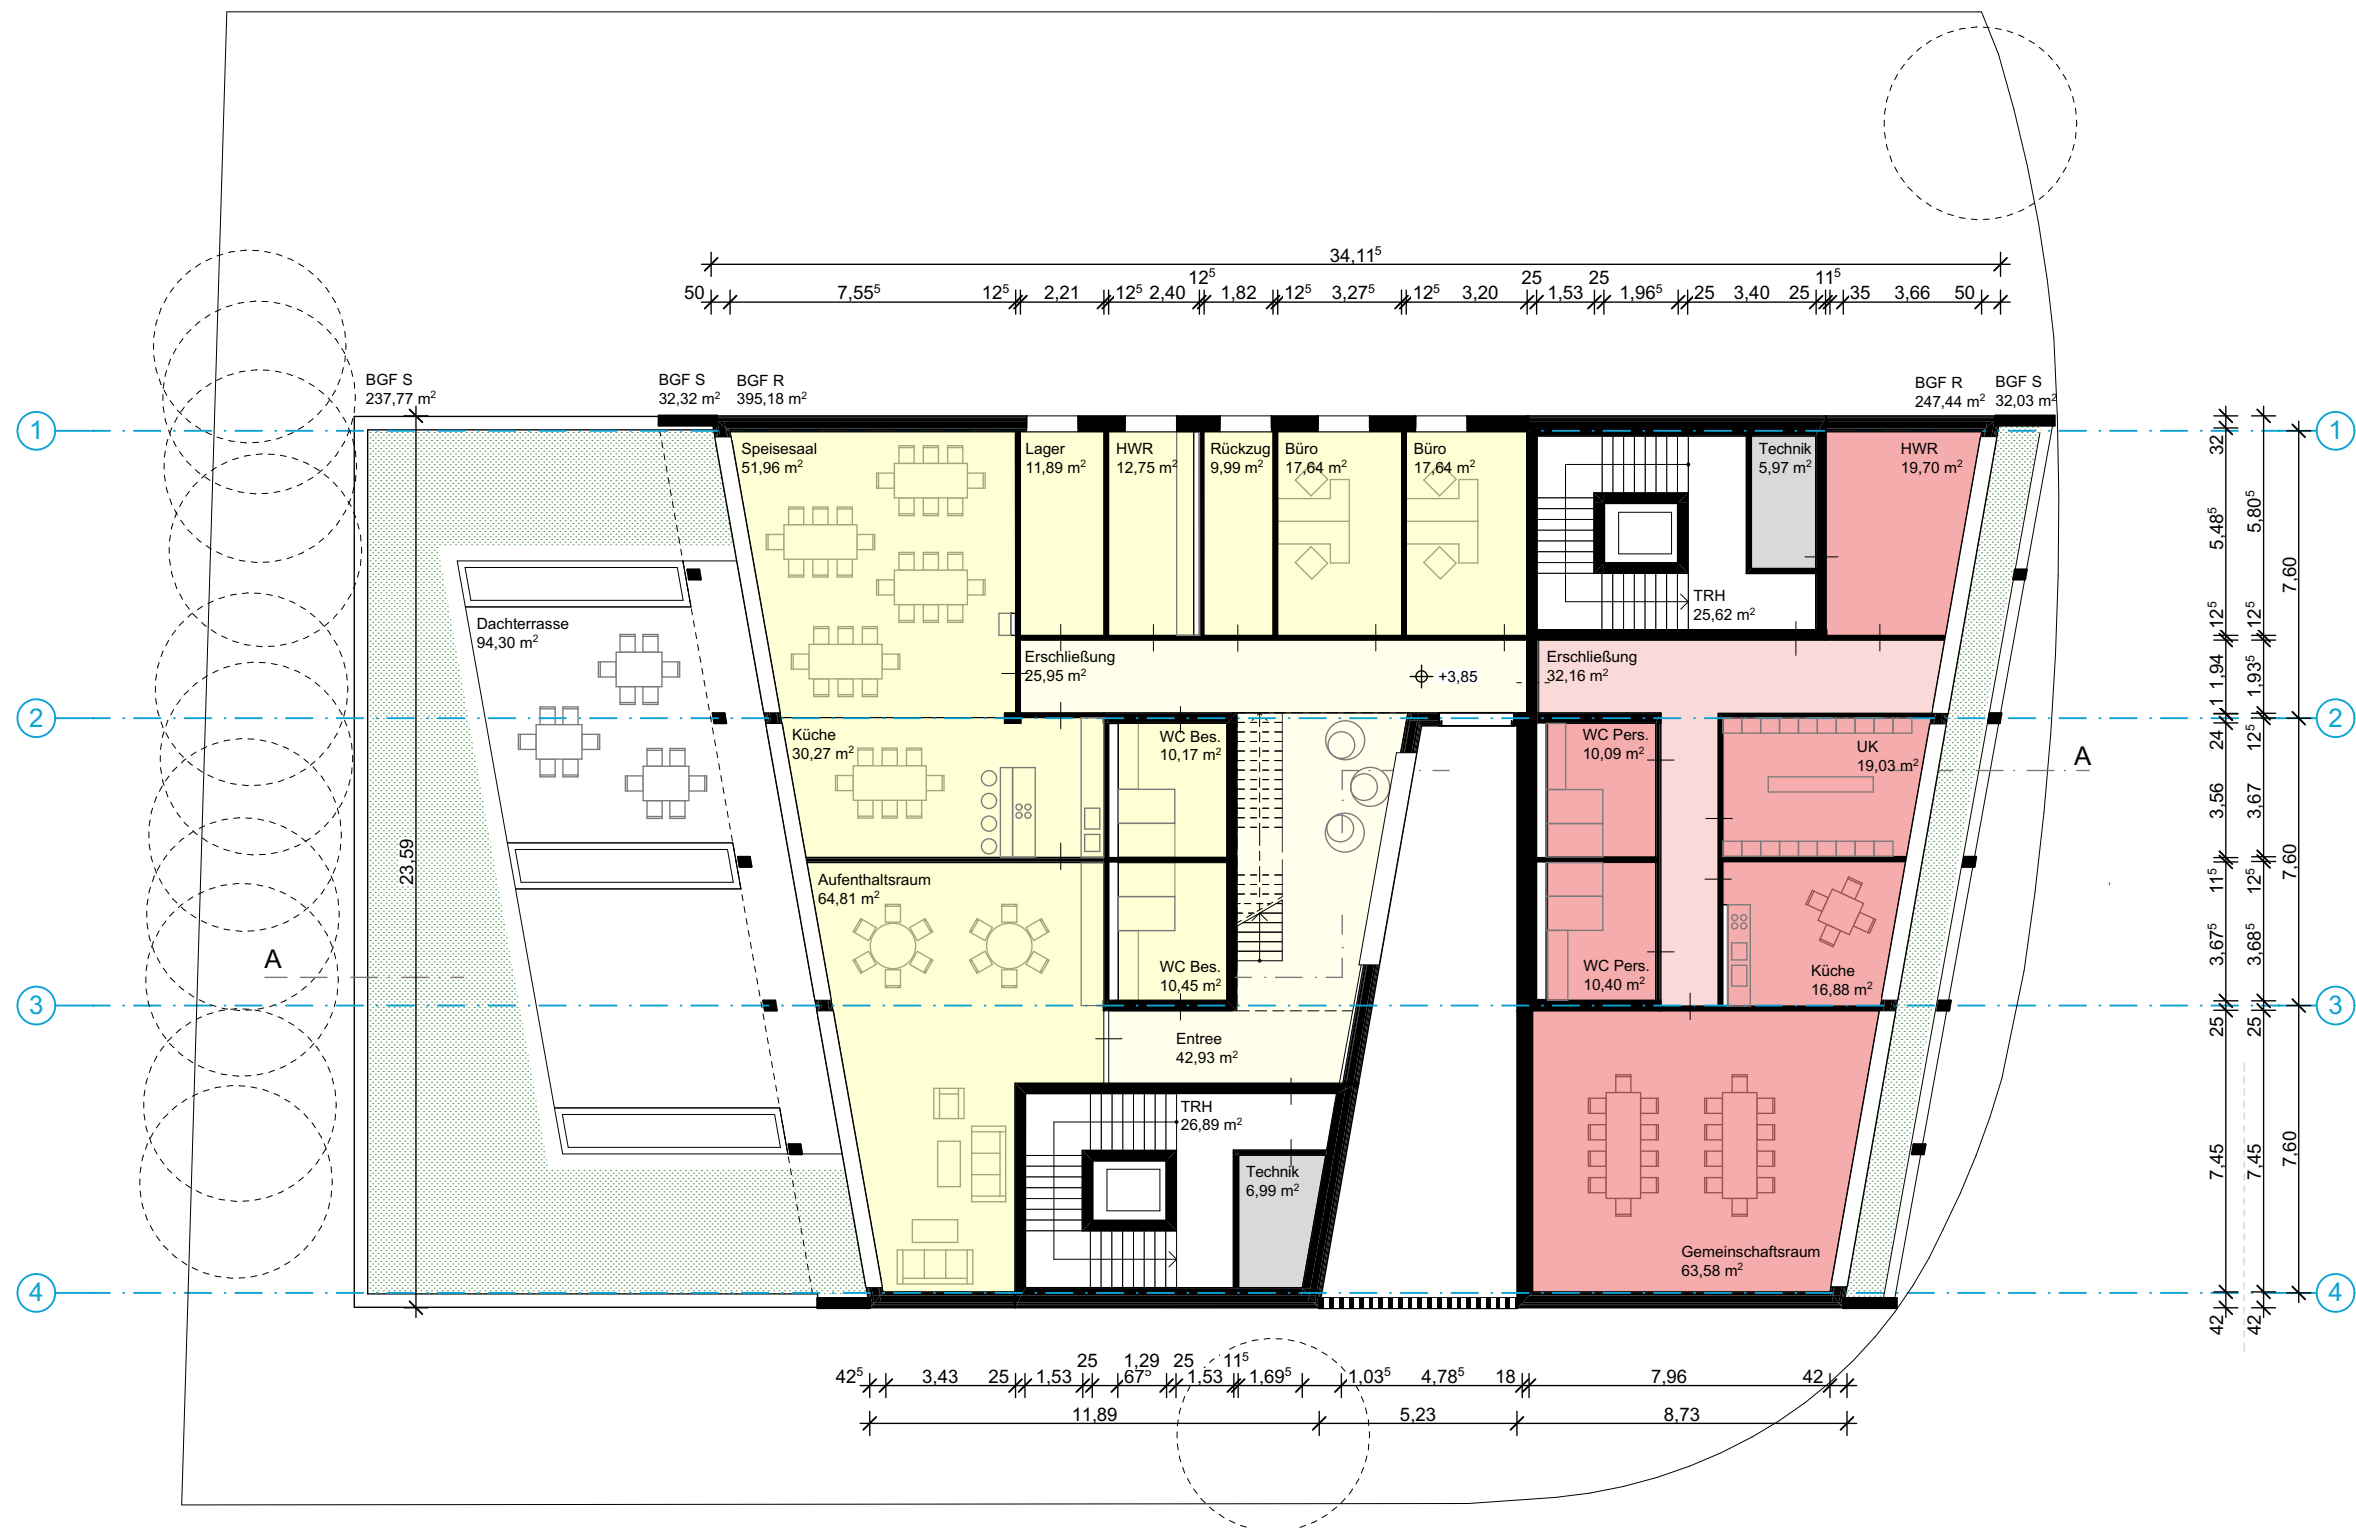 34,11⁵
12⁵ 25 25 11⁵
50 7,55⁵ 12⁵ 2,21 12⁵ 2,40 1,82 12⁵ 3,27⁵ 12⁵ 3,20 1,53 1,96⁵ 25 3,40 25 35 3,66 50
BGF S
237,77 m²
BGF S
32,32 m²
BGF R
395,18 m²
BGF R
247,44 m²
BGF S
32,03 m²
1
1
Speisesaal
51,96 m²
Lager
11,89 m²
HWR
12,75 m²
Rückzug
9,99 m²
Büro
17,64 m²
Büro
17,64 m²
Technik
5,97 m²
HWR
19,70 m²
TRH
25,62 m²
Dachterrasse
94,30 m²
Erschließung
25,95 m²
+3,85
Erschließung
32,16 m²
2
2
Küche
30,27 m²
WC Bes.
10,17 m²
WC Pers.
10,09 m²
UK
19,03 m²
A
Aufenthaltsraum
64,81 m²
23,59
A
WC Bes.
10,45 m²
WC Pers.
10,40 m²
Küche
16,88 m²
3
3
Entree
42,93 m²
TRH
26,89 m²
Technik
6,99 m²
Gemeinschaftsraum
63,58 m²
4
4
32 5,48⁵ 12⁵ 1,94 24 3,56 11⁵ 3,67⁵ 25 7,45 42
5,80⁵ 12⁵ 1,93⁵ 12⁵ 3,67 12⁵ 3,68⁵ 25 7,45 42
7,60 7,60 7,60
25 1,29 25 11⁵
42⁵ 3,43 25 1,53 67⁵ 1,53 1,69⁵ 1,03⁵ 4,78⁵ 18 7,96 42
11,89 5,23 8,73